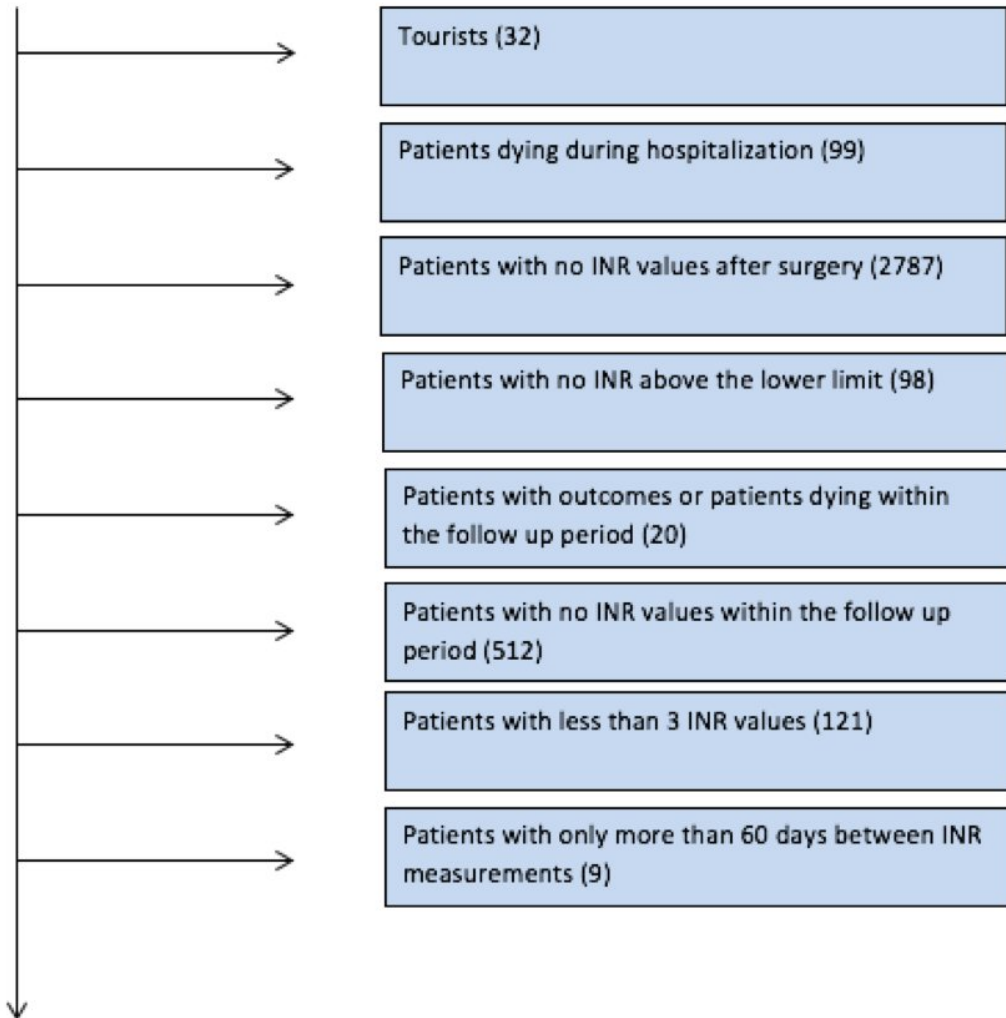 Tourists (32)
Patients dying during hospitalization (99)
Patients with no INR values after surgery (2787)
Patients with no INR above the lower limit (98)
Patients with outcomes or patients dying within
the follow up period (20)
Patients with no INR values within the follow up
period (512)
Patients with less than 3 INR values (121)
Patients with only more than 60 days between INR
measurements (9)